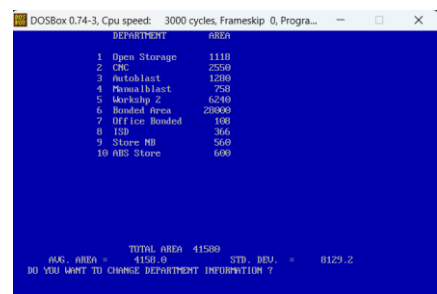 DOSBox 0.74-3, Cpu speed: 3000 cycles, Frameskip 0, Progra...
DEPARTMENT AREA
1 Open Storage 1118
2 CNC 2550
3 Autoblast 1280
4 Manualblast 758
5 Workshp 2 6240
6 Bonded Area 28000
7 Office Bonded 108
8 ISD 366
9 Store NB 560
10 ABS Store 600
TOTAL AREA 41580
AVG. AREA = 4158.0 STD. DEV. = 8129.2
DO YOU WANT TO CHANGE DEPARTMENT INFORMATION ?